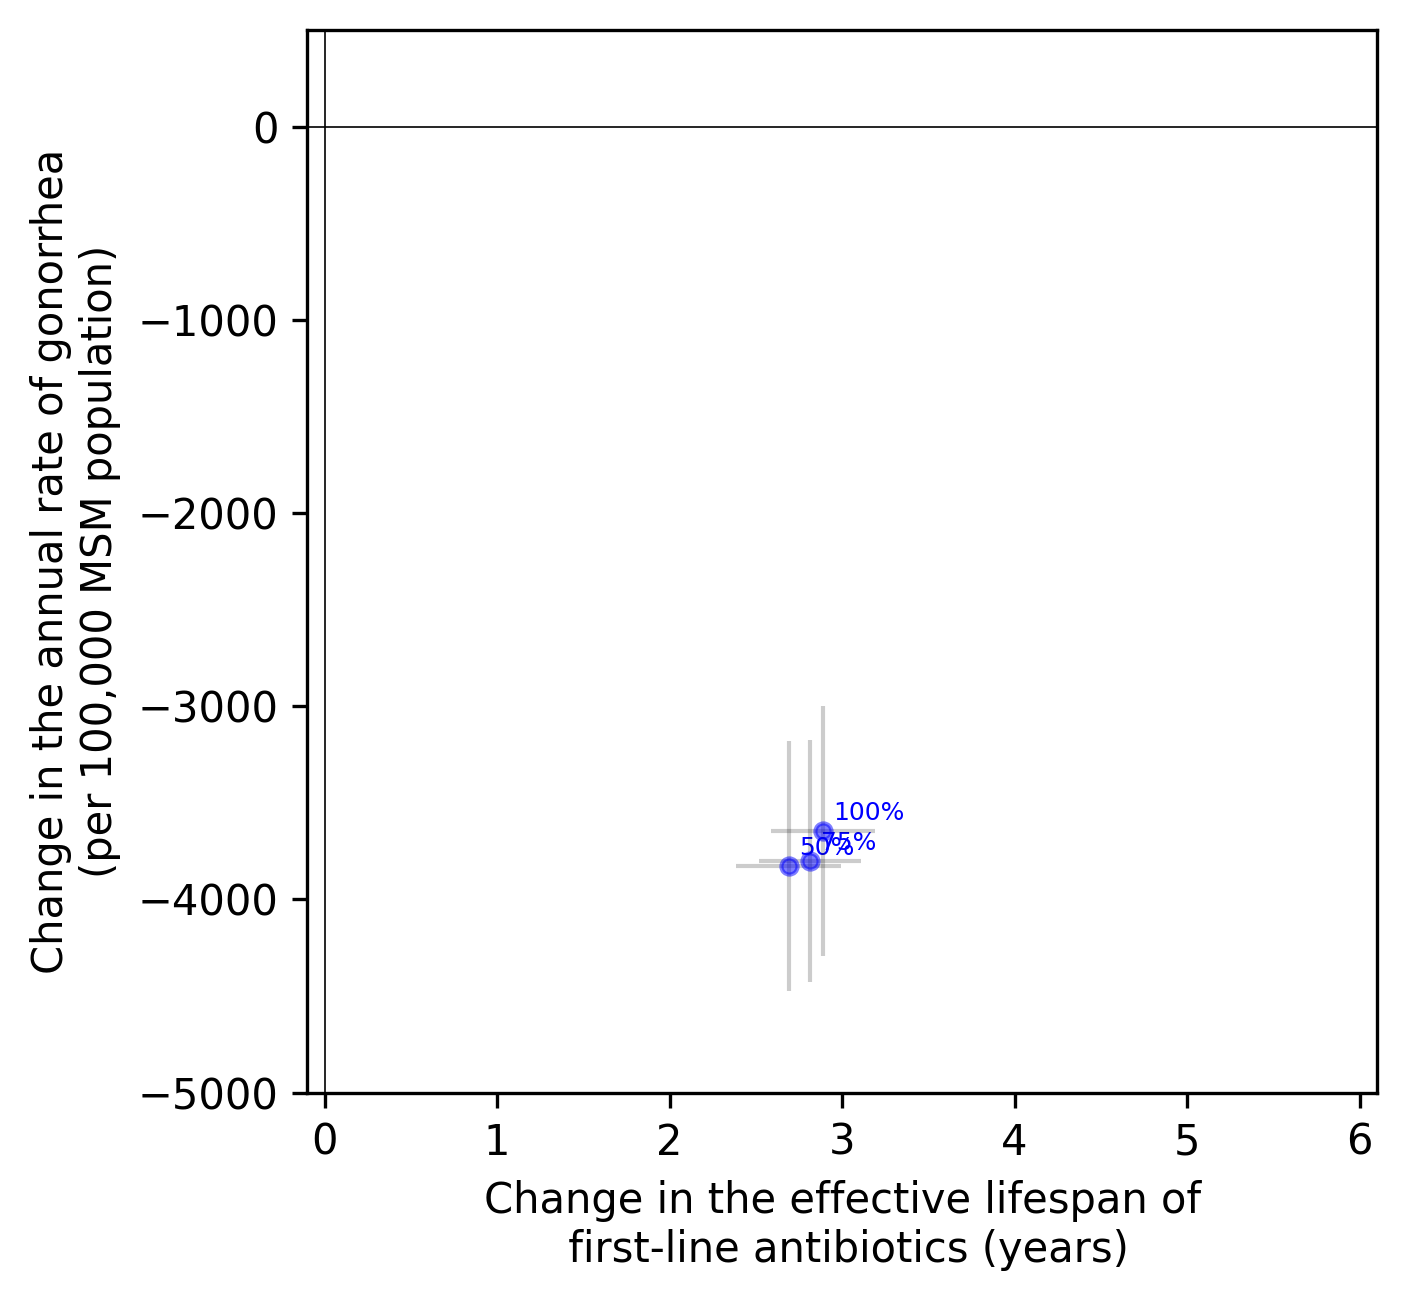 Change in the annual rate of gonorrhea
(per 100,000 MSM population)
0
−1000
−2000
−3000
−4000
−5000
100%
75%
50%
0 1 2 3 4 5 6
Change in the effective lifespan of
first-line antibiotics (years)